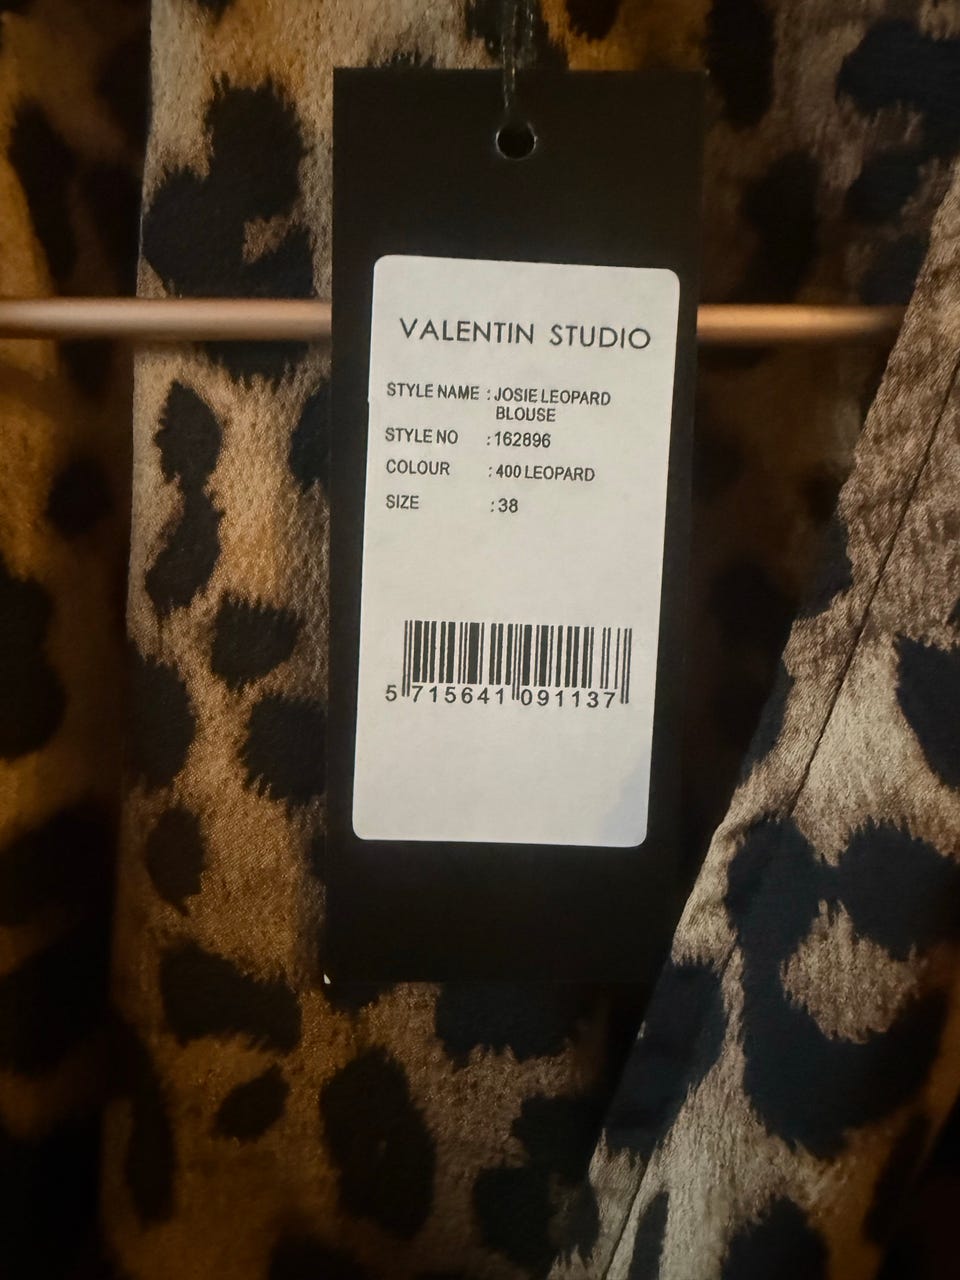 VALENTIN STUDIO
STYLE NAME : JOSIE LEOPARD
BLOUSE
STYLE NO : 162896
COLOUR : 400 LEOPARD
SIZE : 38
5 715641 091137